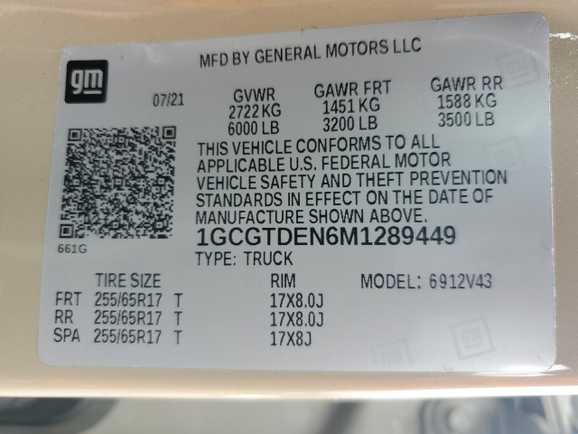 gm
MFD BY GENERAL MOTORS LLC
07/21
GVWR GAWR FRT GAWR RR
2722 KG 1451 KG 1588 KG
6000 LB 3200 LB 3500 LB
THIS VEHICLE CONFORMS TO ALL
APPLICABLE U.S. FEDERAL MOTOR
VEHICLE SAFETY AND THEFT PREVENTION
STANDARDS IN EFFECT ON THE DATE OF
MANUFACTURE SHOWN ABOVE.
661G
1GCGTDEN6M1289449
TYPE: TRUCK
TIRE SIZE RIM MODEL: 6912V43
FRT 255/65R17 T 17X8.0J
RR 255/65R17 T 17X8.0J
SPA 255/65R17 T 17X8J